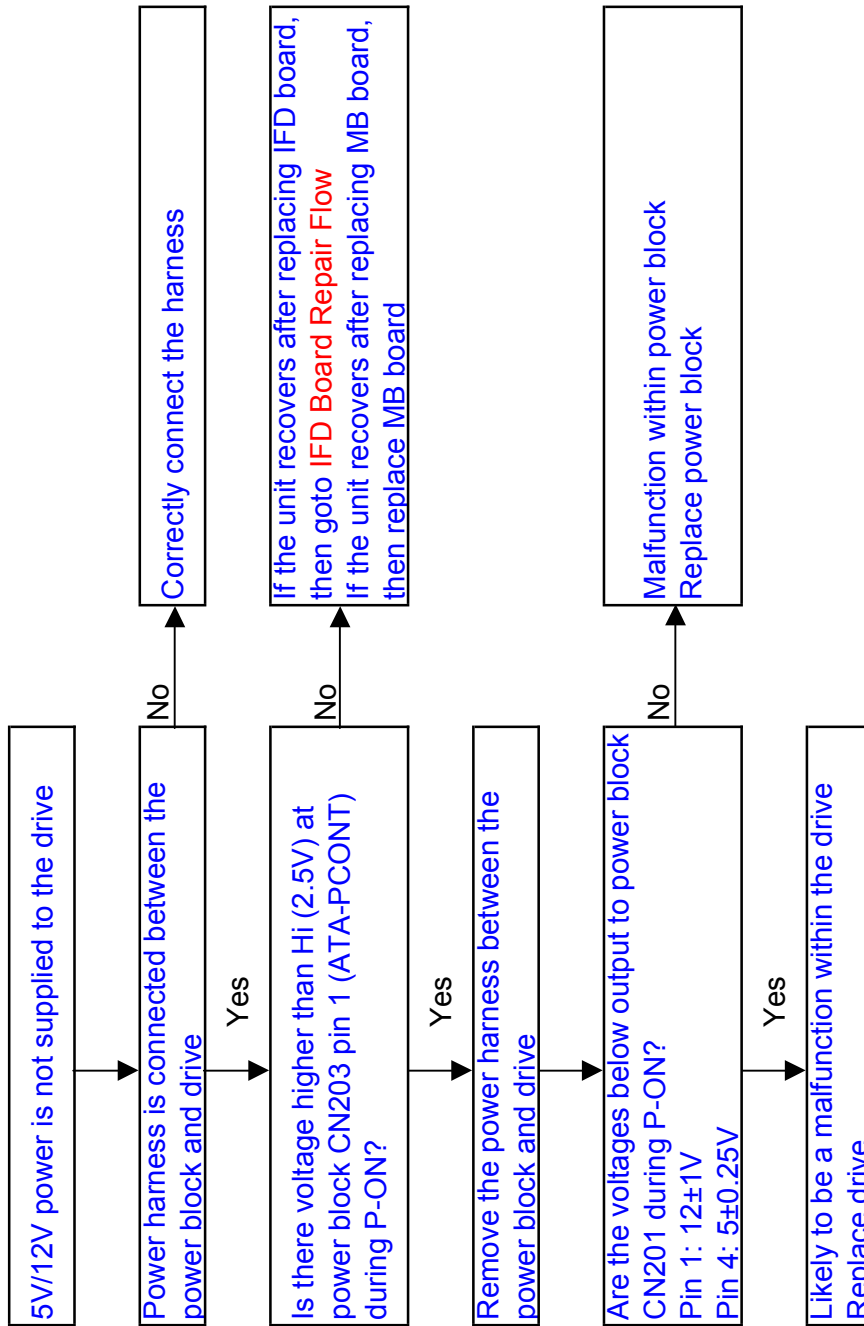 5V/12V power is not supplied to the drive
Power harness is connected between the
power block and drive
No
Correctly connect the harness
Yes
Is there voltage higher than Hi (2.5V) at
power block CN203 pin 1 (ATA-PCONT)
during P-ON?
No
If the unit recovers after replacing IFD board,
then goto IFD Board Repair Flow
If the unit recovers after replacing MB board,
then replace MB board
Yes
Remove the power harness between the
power block and drive
Are the voltages below output to power block
CN201 during P-ON?
Pin 1: 12±1V
Pin 4: 5±0.25V
No
Malfunction within power block
Replace power block
Yes
Likely to be a malfunction within the drive
Replace drive